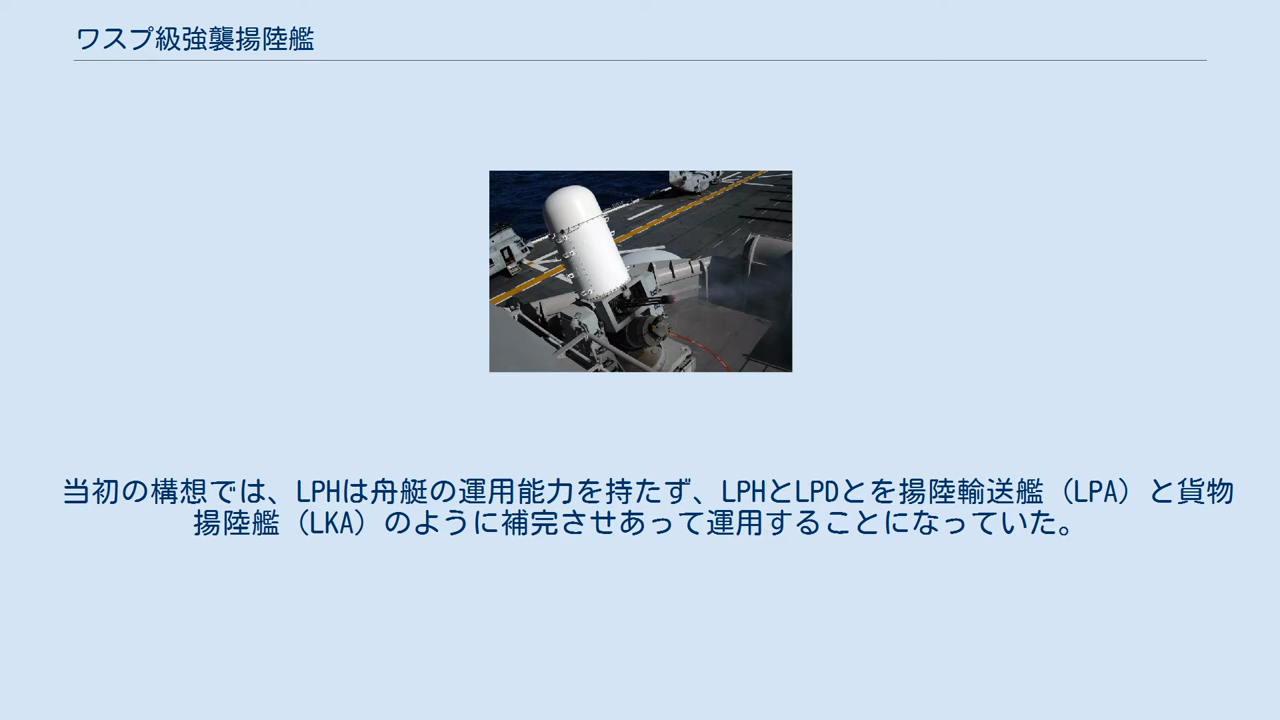 ワスプ級強襲揚陸艦
当初の構想では、LPHは舟艇の運用能力を持たず、LPHとLPDとを揚陸輸送艦（LPA）と貨物
揚陸艦（LKA）のように補完させあって運用することになっていた。